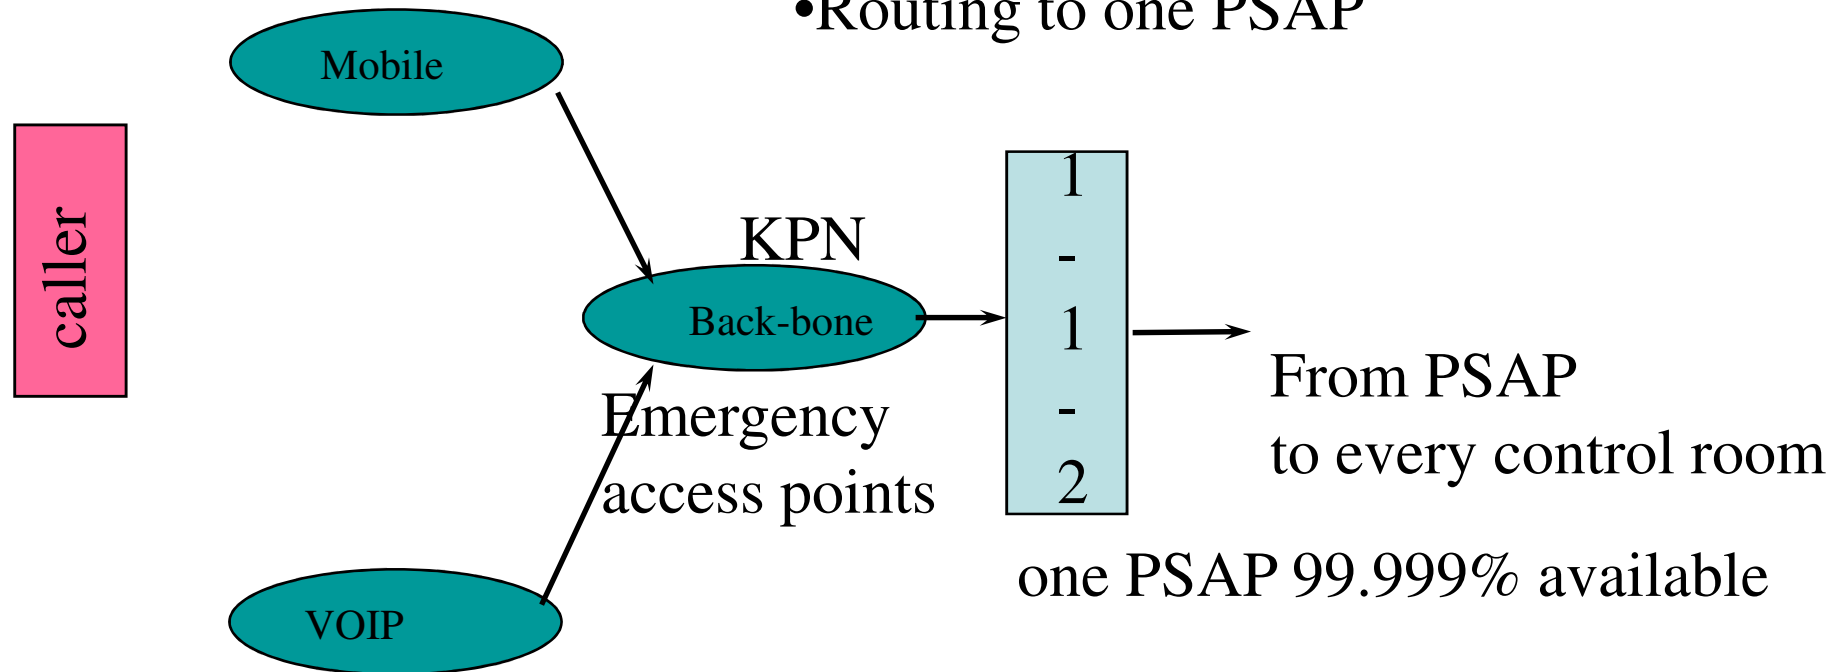 •Routing to one PSAP
Mobile
caller
KPN
Back-bone
Emergency
access points
VOIP
1
-
1
-
2
From PSAP
to every control room
one PSAP 99.999% available